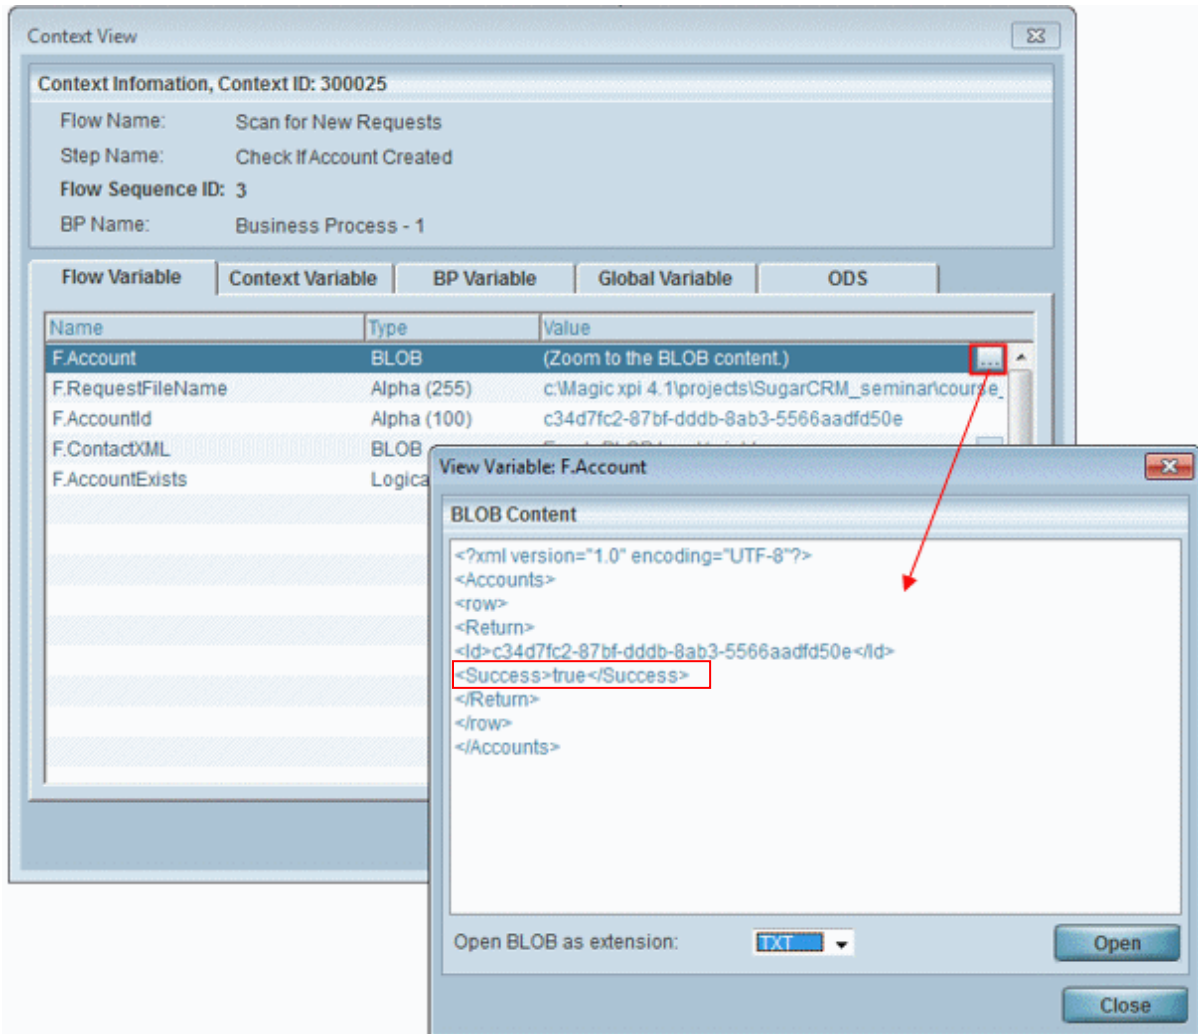 Context View
Context Infomation, Context ID: 300025
Flow Name: Scan for New Requests
Step Name: Check If Account Created
Flow Sequence ID: 3
BP Name: Business Process - 1
Flow Variable Context Variable BP Variable Global Variable ODS
Name Type Value
F.Account BLOB (Zoom to the BLOB content.) ...
F.RequestFileName Alpha (255) c:\Magic xpi 4.1\projects\SugarCRM_seminar\course_
F.AccountId Alpha (100) c34d7fc2-87bf-dddb-8ab3-5566aadfd50e
F.ContactXML BLOB
F.AccountExists Logica
View Variable: F.Account
BLOB Content
<?xml version="1.0" encoding="UTF-8"?>
<Accounts>
<row>
<Return>
<Id>c34d7fc2-87bf-dddb-8ab3-5566aadfd50e</Id>
<Success>true</Success>
</Return>
</row>
</Accounts>
Open BLOB as extension: TXT Open
Close